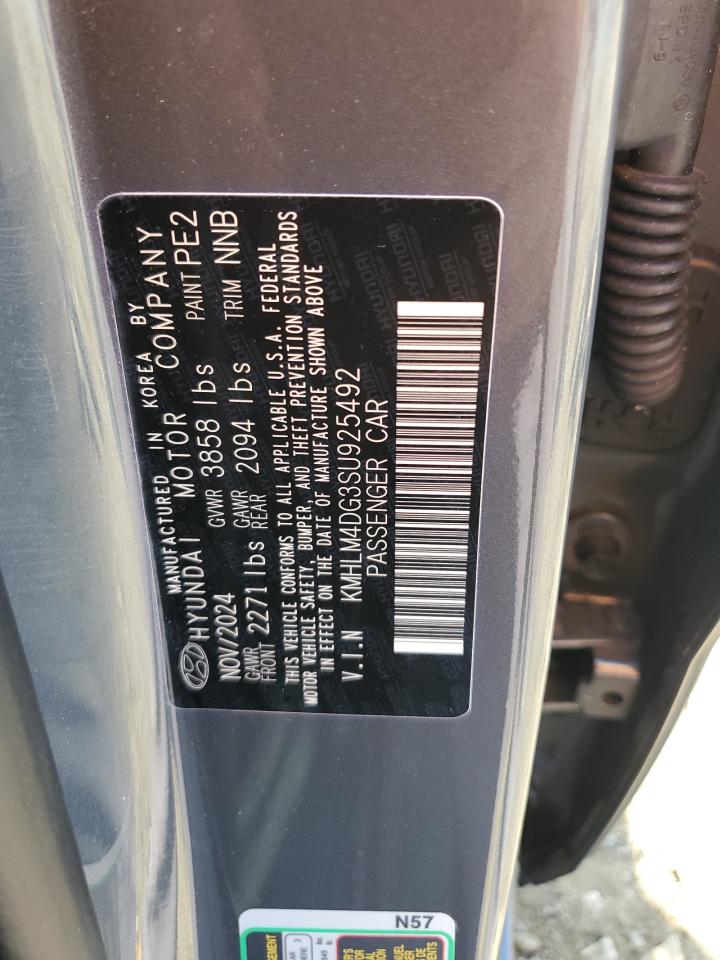 MANUFACTURED IN KOREA BY
HYUNDAI MOTOR COMPANY
NOV/2024 GVWR 3858 lbs PAINT PE2
GAWR FRONT 2271 lbs GAWR REAR 2094 lbs TRIM NNB
THIS VEHICLE CONFORMS TO ALL APPLICABLE U.S.A. FEDERAL
MOTOR VEHICLE SAFETY, BUMPER, AND THEFT PREVENTION STANDARDS
IN EFFECT ON THE DATE OF MANUFACTURE SHOWN ABOVE
V.I.N KMHLM4DG3SU925492
PASSENGER CAR
N57